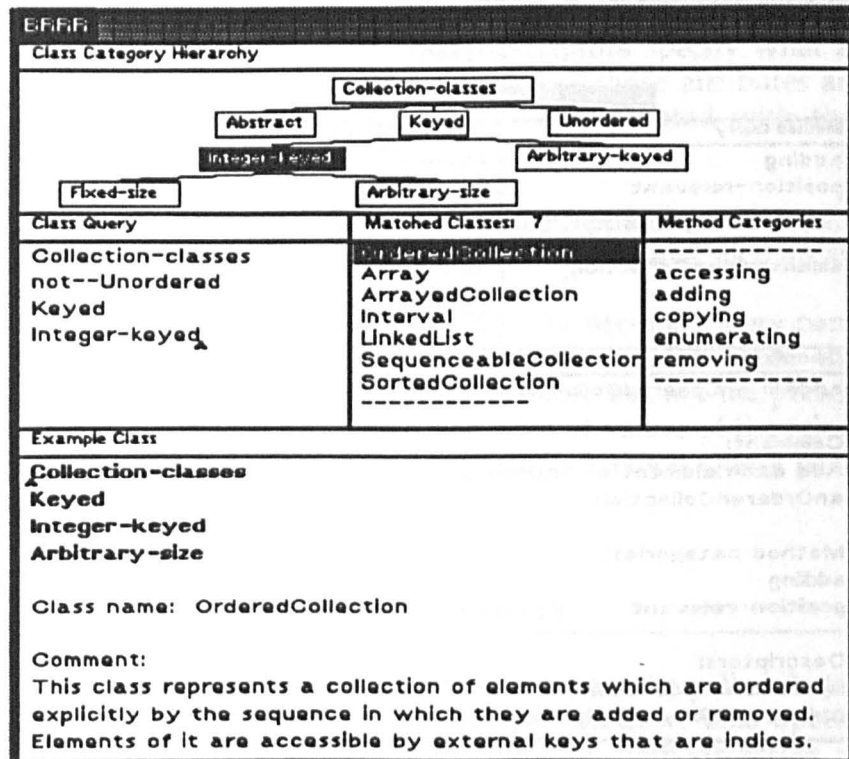 BRRR
Class Category Hierarchy
Collection-classes
Abstract Keyed Unordered
Integer-keyed Arbitrary-keyed
Fixed-size Arbitrary-size
Class Query
Collection-classes
not--Unordered
Keyed
Integer-keyed
Matched Classes: 7
OrderedCollection
Array
ArrayedCollection
Interval
LinkedList
SequenceableCollection
SortedCollection
-------------
Method Categories
-------------
accessing
adding
copying
enumerating
removing
-------------
Example Class
Collection-classes
Keyed
Integer-keyed
Arbitrary-size
Class name: OrderedCollection
Comment:
This class represents a collection of elements which are ordered
explicitly by the sequence in which they are added or removed.
Elements of it are accessible by external keys that are indices.